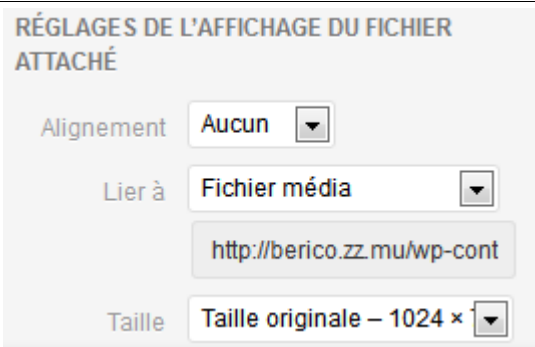 RÉGLAGES DE L'AFFICHAGE DU FICHIER
ATTACHÉ
Alignement Aucun
Lier à Fichier média
http://berico.zz.mu/wp-cont
Taille Taille originale – 1024 ×